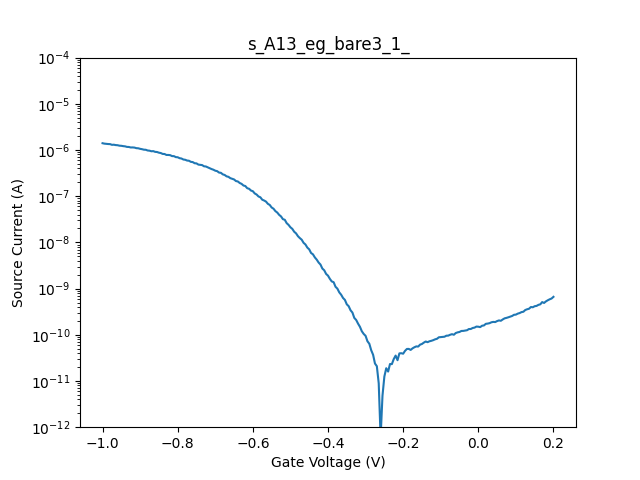 s_A13_eg_bare3_1_
10⁻⁴
10⁻⁵
10⁻⁶
10⁻⁷
10⁻⁸
10⁻⁹
10⁻¹⁰
10⁻¹¹
10⁻¹²
Source Current (A)
−1.0 −0.8 −0.6 −0.4 −0.2 0.0 0.2
Gate Voltage (V)